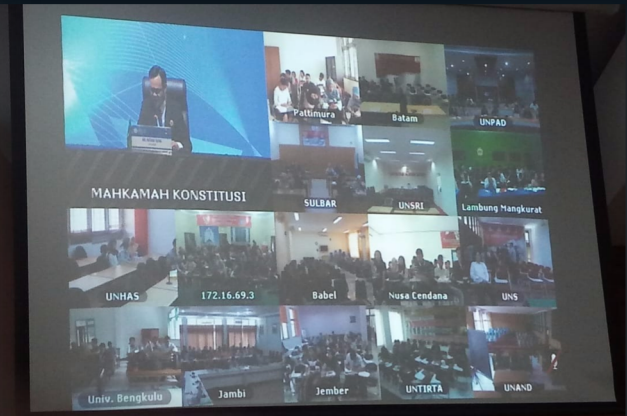 Pattimura
Batam
UNPAD
MAHKAMAH KONSTITUSI
SULBAR
UNSRI
Lambung Mangkurat
UNHAS
172.16.69.3
Babel
Nusa Cendana
UNS
Univ. Bengkulu
Jambi
Jember
UNTIRTA
UNAND